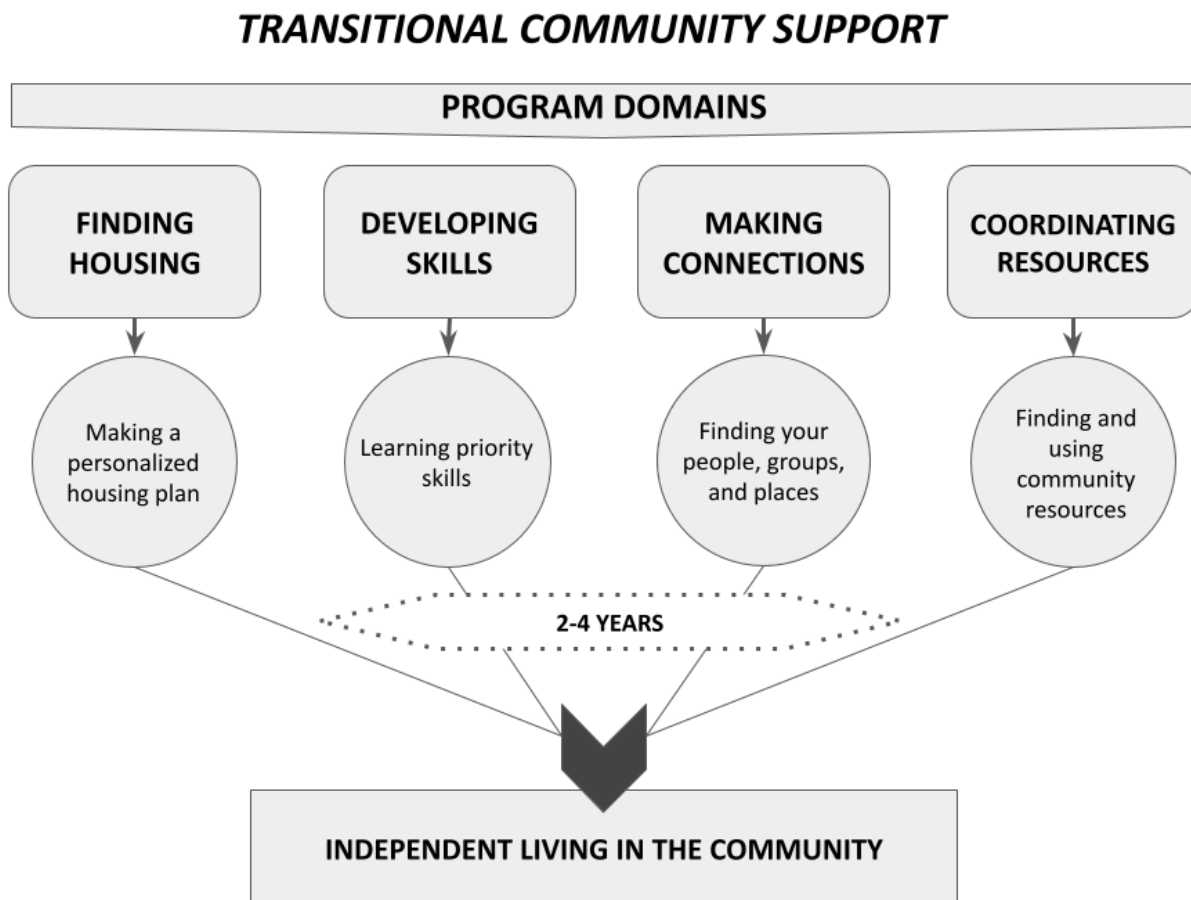 TRANSITIONAL COMMUNITY SUPPORT
PROGRAM DOMAINS
FINDING
HOUSING
DEVELOPING
SKILLS
MAKING
CONNECTIONS
COORDINATING
RESOURCES
Making a
personalized
housing plan
Learning priority
skills
Finding your
people, groups,
and places
Finding and
using
community
resources
2-4 YEARS
INDEPENDENT LIVING IN THE COMMUNITY